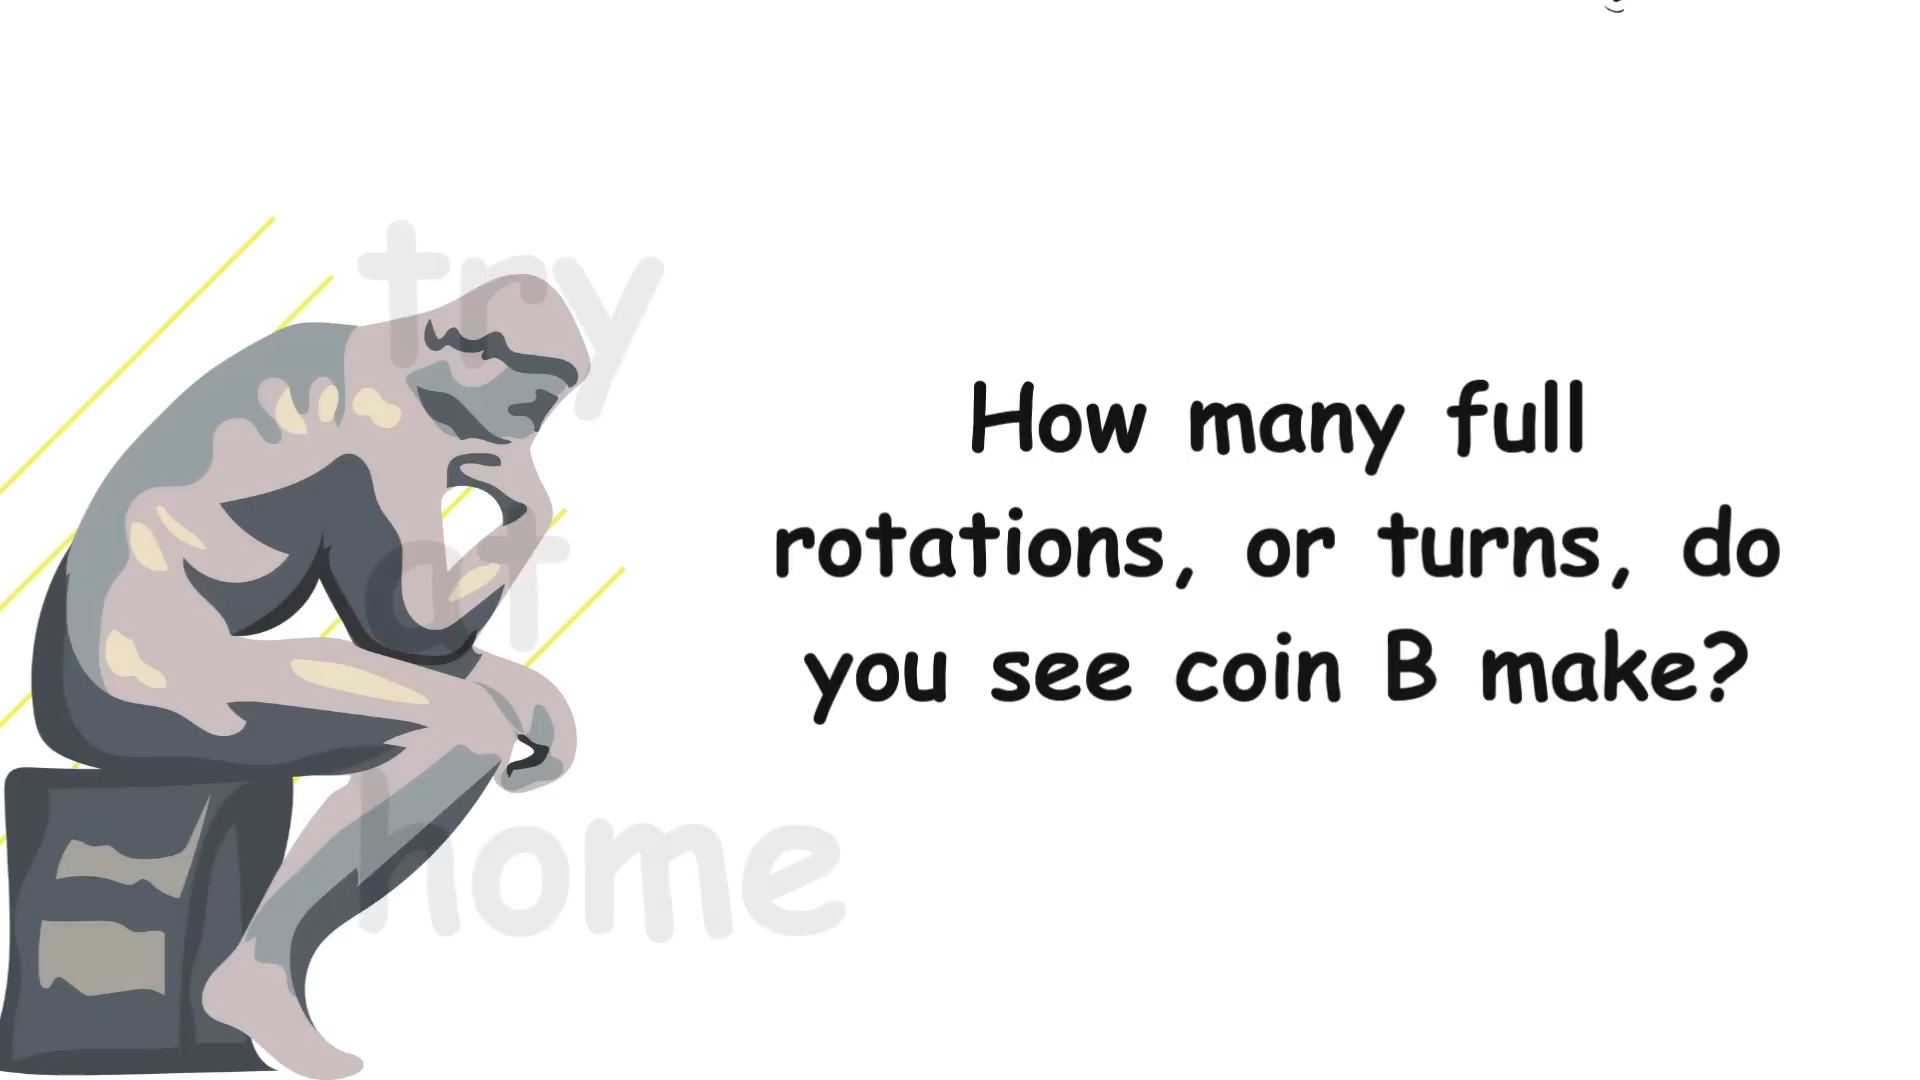 try
at
home
How many full
rotations, or turns, do
you see coin B make?